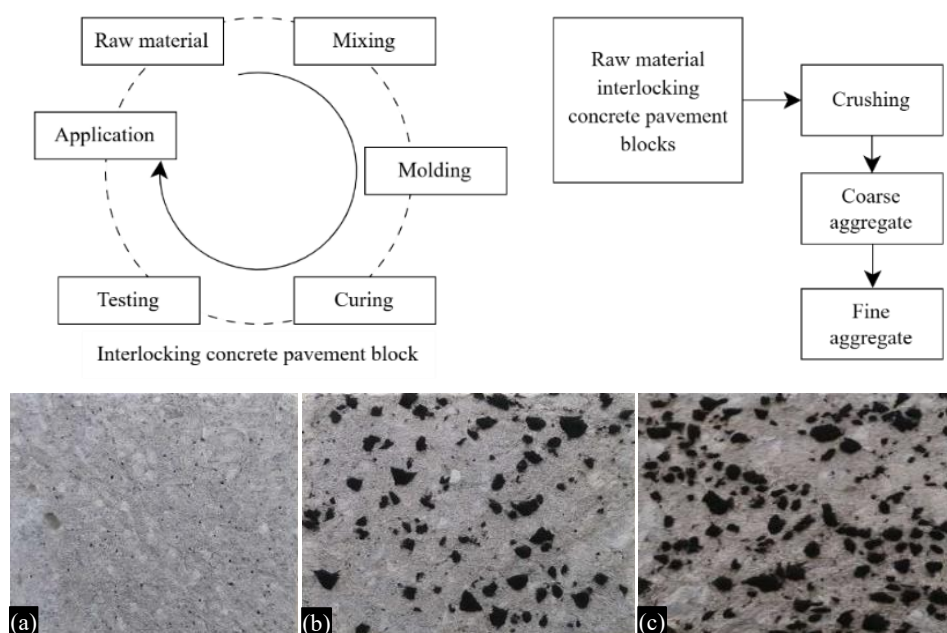 Raw material
Mixing
Application
Molding
Testing
Curing
Interlocking concrete pavement block
Raw material
interlocking
concrete pavement
blocks
Crushing
Coarse
aggregate
Fine
aggregate
(a)
(b)
(c)